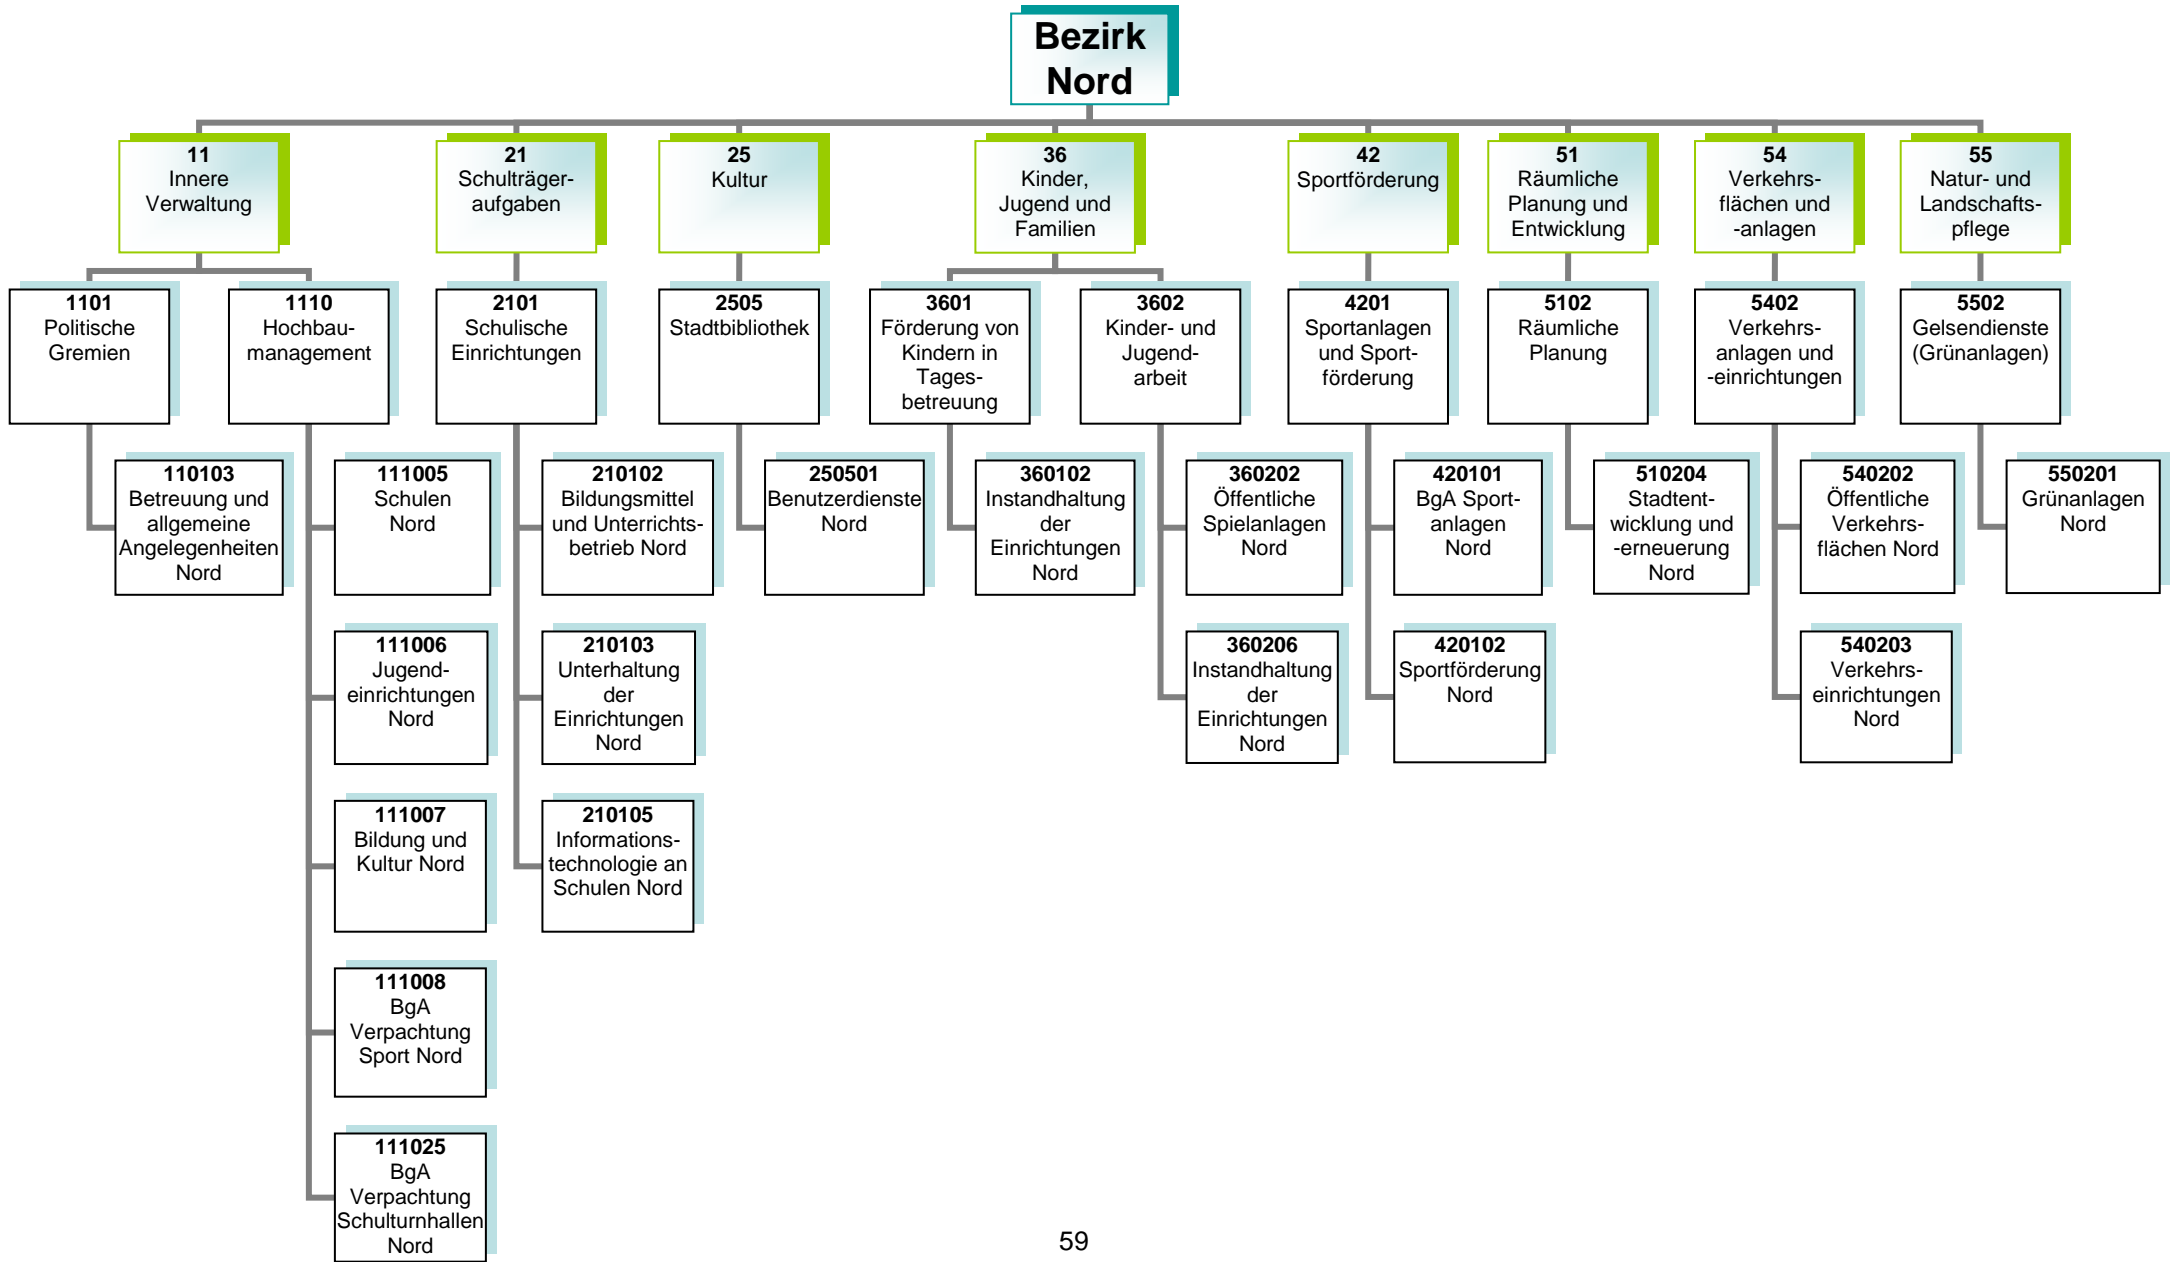 Bezirk
Nord
11
Innere
Verwaltung
21
Schulträger-
aufgaben
25
Kultur
36
Kinder,
Jugend und
Familien
42
Sportförderung
51
Räumliche
Planung und
Entwicklung
54
Verkehrs-
flächen und
-anlagen
55
Natur- und
Landschafts-
pflege
1101
Politische
Gremien
1110
Hochbau-
management
2101
Schulische
Einrichtungen
2505
Stadtbibliothek
3601
Förderung von
Kindern in
Tages-
betreuung
3602
Kinder- und
Jugend-
arbeit
4201
Sportanlagen
und Sport-
förderung
5102
Räumliche
Planung
5402
Verkehrs-
anlagen und
-einrichtungen
5502
Gelsendienste
(Grünanlagen)
110103
Betreuung und
allgemeine
Angelegenheiten
Nord
111005
Schulen
Nord
210102
Bildungsmittel
und Unterrichts-
betrieb Nord
250501
Benutzerdienste
Nord
360102
Instandhaltung
der
Einrichtungen
Nord
360202
Öffentliche
Spielanlagen
Nord
420101
BgA Sport-
anlagen
Nord
510204
Stadtent-
wicklung und
-erneuerung
Nord
540202
Öffentliche
Verkehrs-
flächen Nord
550201
Grünanlagen
Nord
111006
Jugend-
einrichtungen
Nord
210103
Unterhaltung
der
Einrichtungen
Nord
360206
Instandhaltung
der
Einrichtungen
Nord
420102
Sportförderung
Nord
540203
Verkehrs-
einrichtungen
Nord
111007
Bildung und
Kultur Nord
210105
Informations-
technologie an
Schulen Nord
111008
BgA
Verpachtung
Sport Nord
111025
BgA
Verpachtung
Schulturnhallen
Nord
59